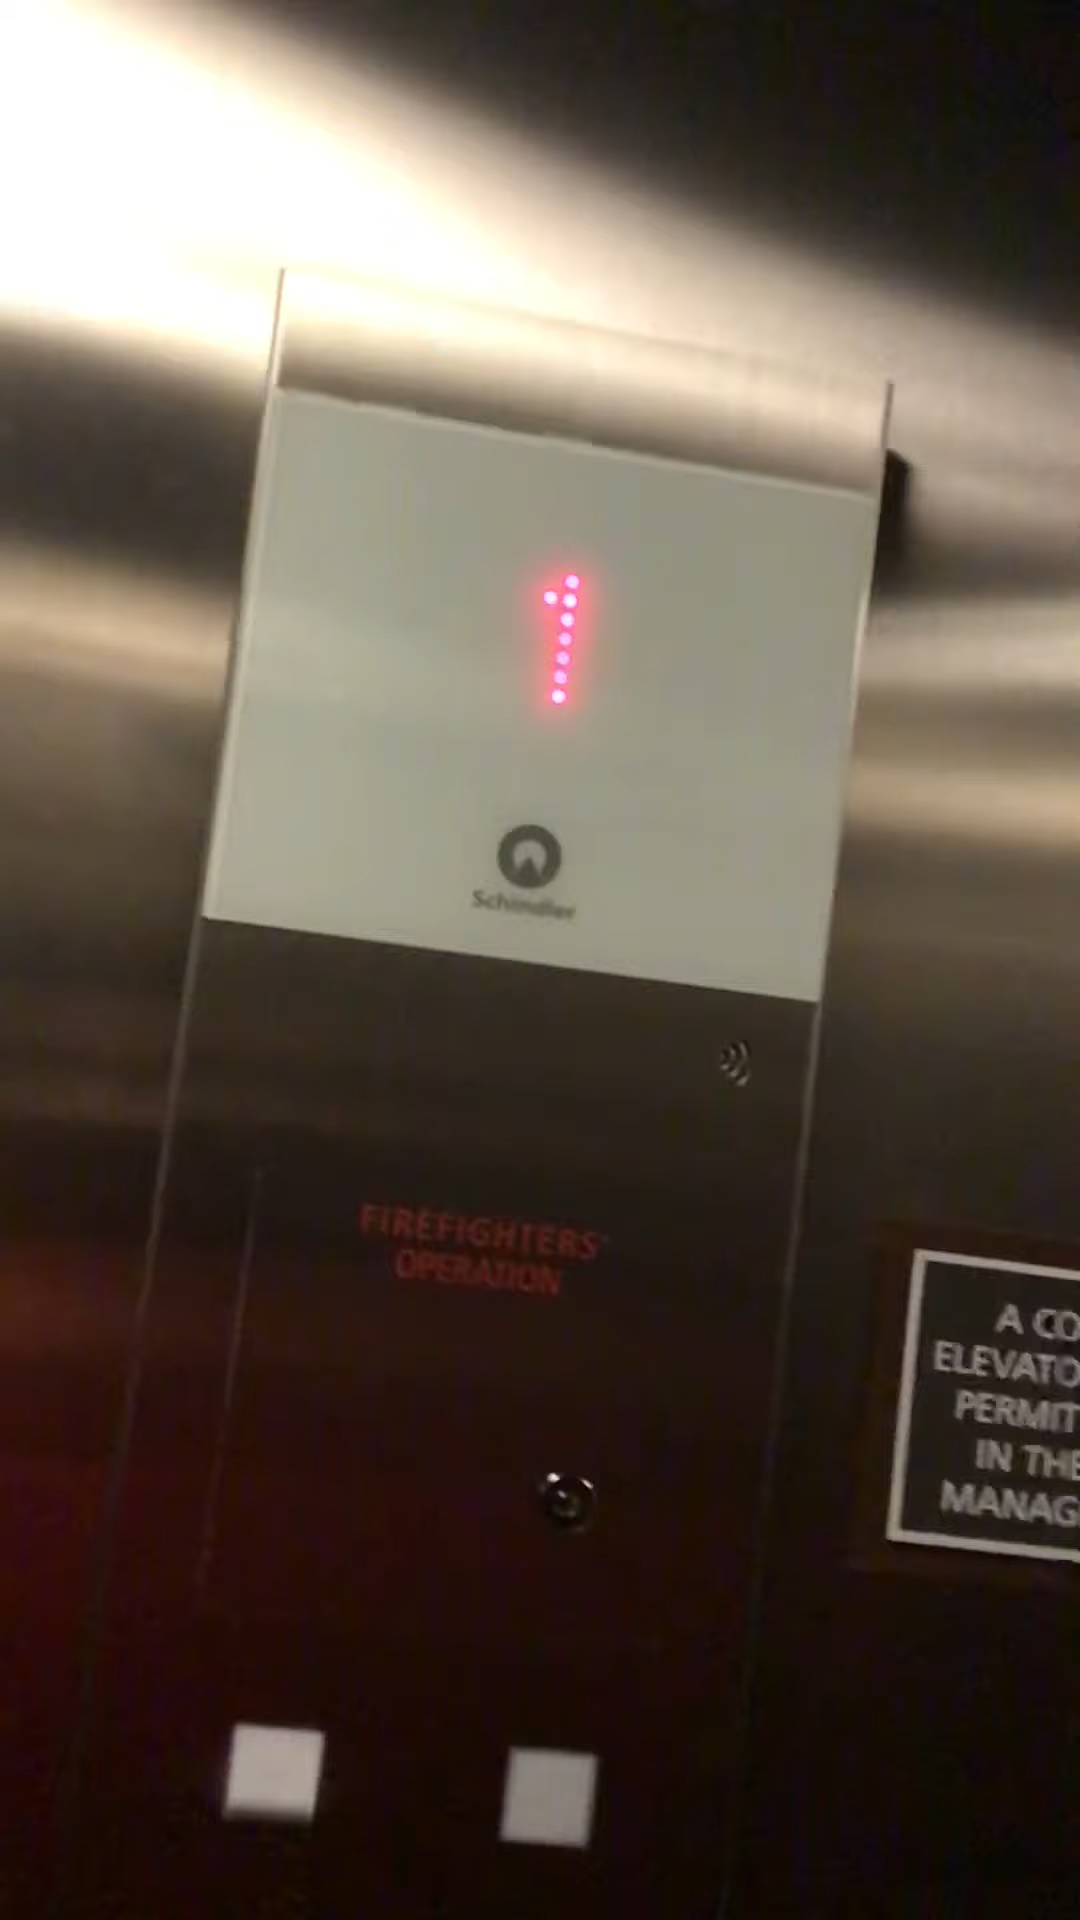 1
Schindler
FIREFIGHTERS'
OPERATION
A CO
ELEVATO
PERMIT
IN THE
MANAG